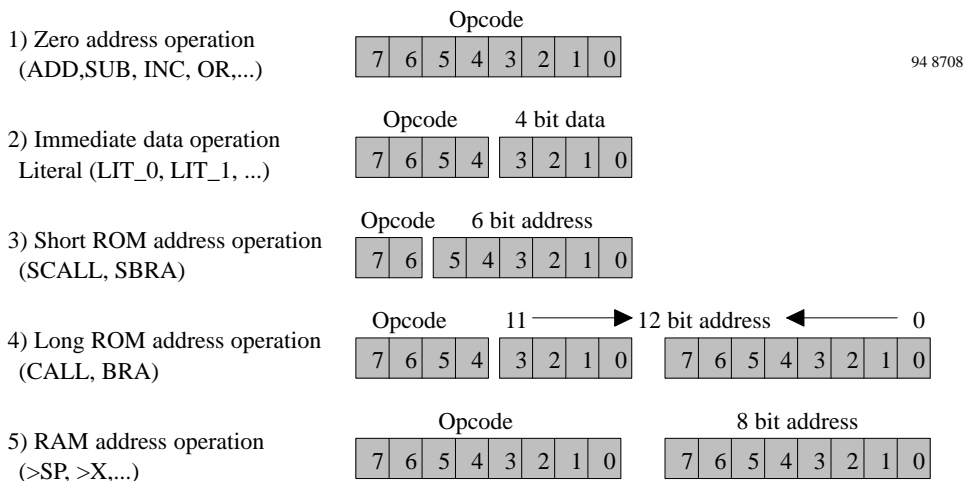 Opcode
1) Zero address operation
(ADD,SUB, INC, OR,...)
7 6 5 4 3 2 1 0
94 8708
Opcode 4 bit data
2) Immediate data operation
Literal (LIT_0, LIT_1, ...)
7 6 5 4 3 2 1 0
Opcode 6 bit address
3) Short ROM address operation
(SCALL, SBRA)
7 6 5 4 3 2 1 0
Opcode 11 12 bit address 0
4) Long ROM address operation
(CALL, BRA)
7 6 5 4 3 2 1 0 7 6 5 4 3 2 1 0
Opcode 8 bit address
5) RAM address operation
(>SP, >X,...)
7 6 5 4 3 2 1 0 7 6 5 4 3 2 1 0